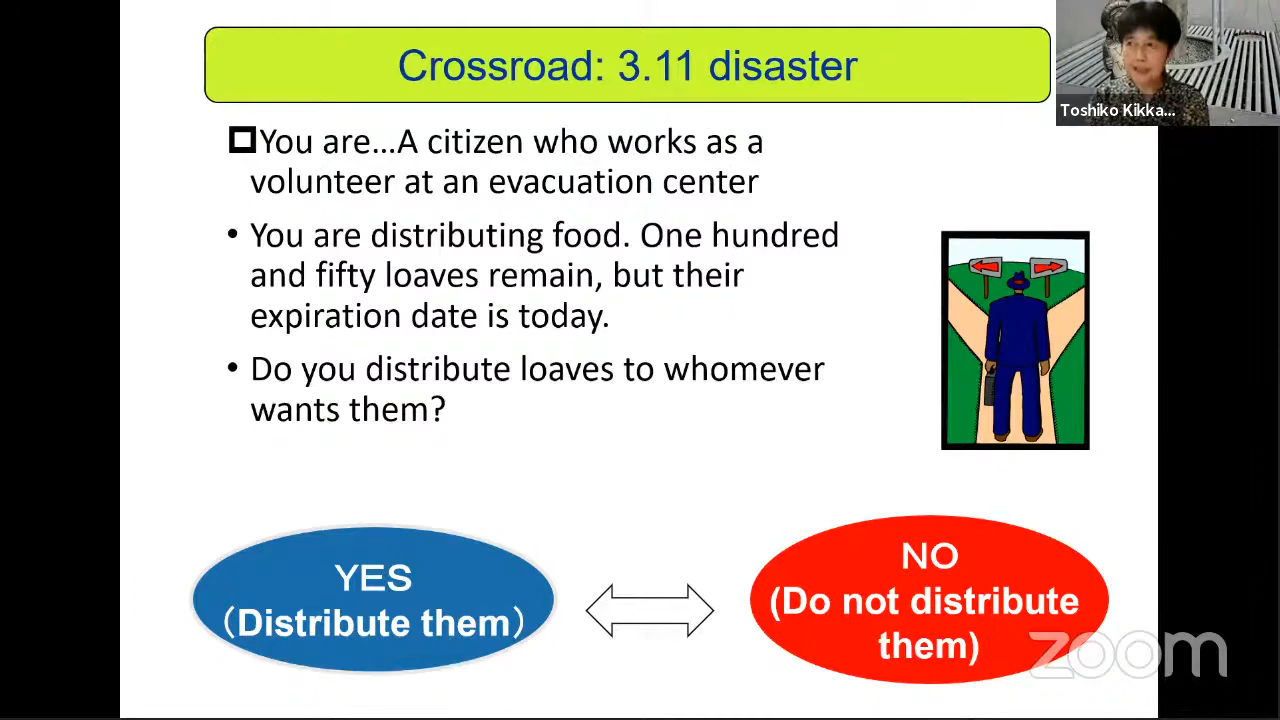 Crossroad: 3.11 disaster
Toshiko Kikka...
You are...A citizen who works as a
volunteer at an evacuation center
• You are distributing food. One hundred
and fifty loaves remain, but their
expiration date is today.
• Do you distribute loaves to whomever
wants them?
YES
(Distribute them)
NO
(Do not distribute
them)
zoom